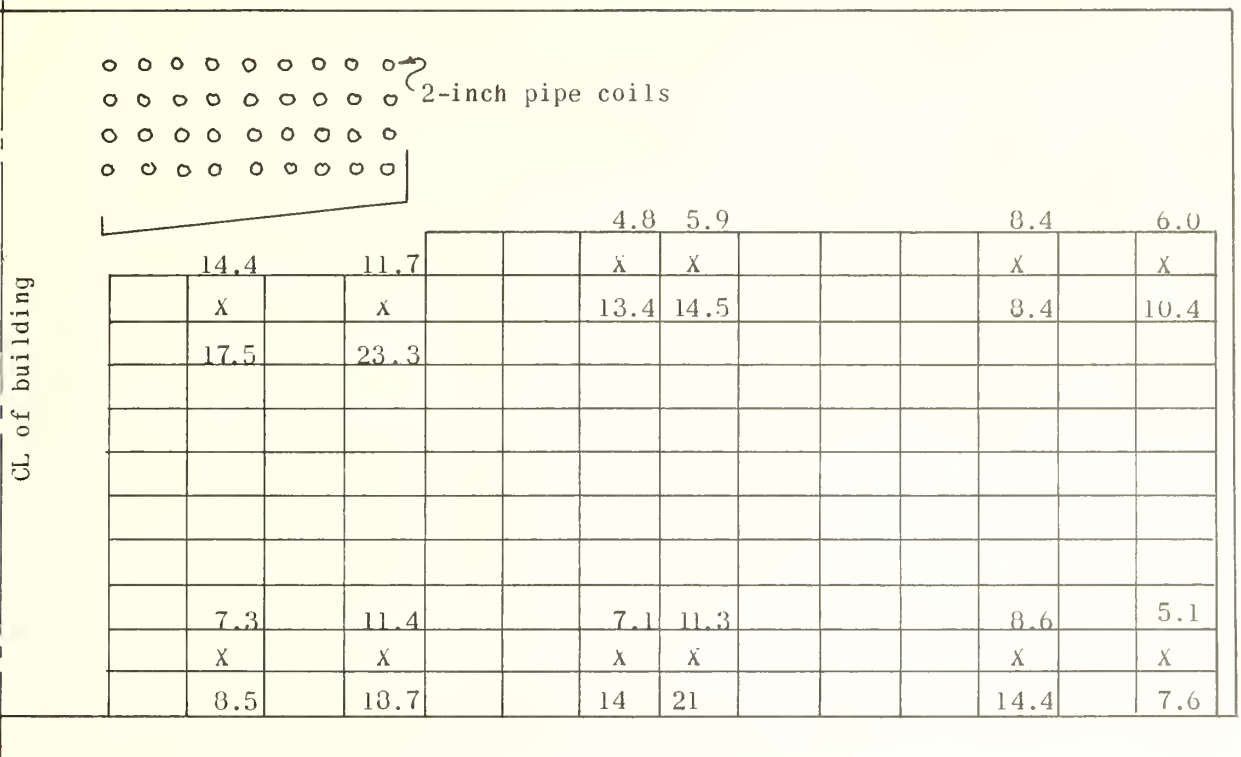 2-inch pipe coils
4.8 5.9 8.4 6.0
14.4 11.7 X X X X
X X 13.4 14.5 8.4 10.4
17.5 23.3
CL of building
7.3 11.4 7.1 11.3 8.6 5.1
X X X X X X
8.5 18.7 14 21 14.4 7.6